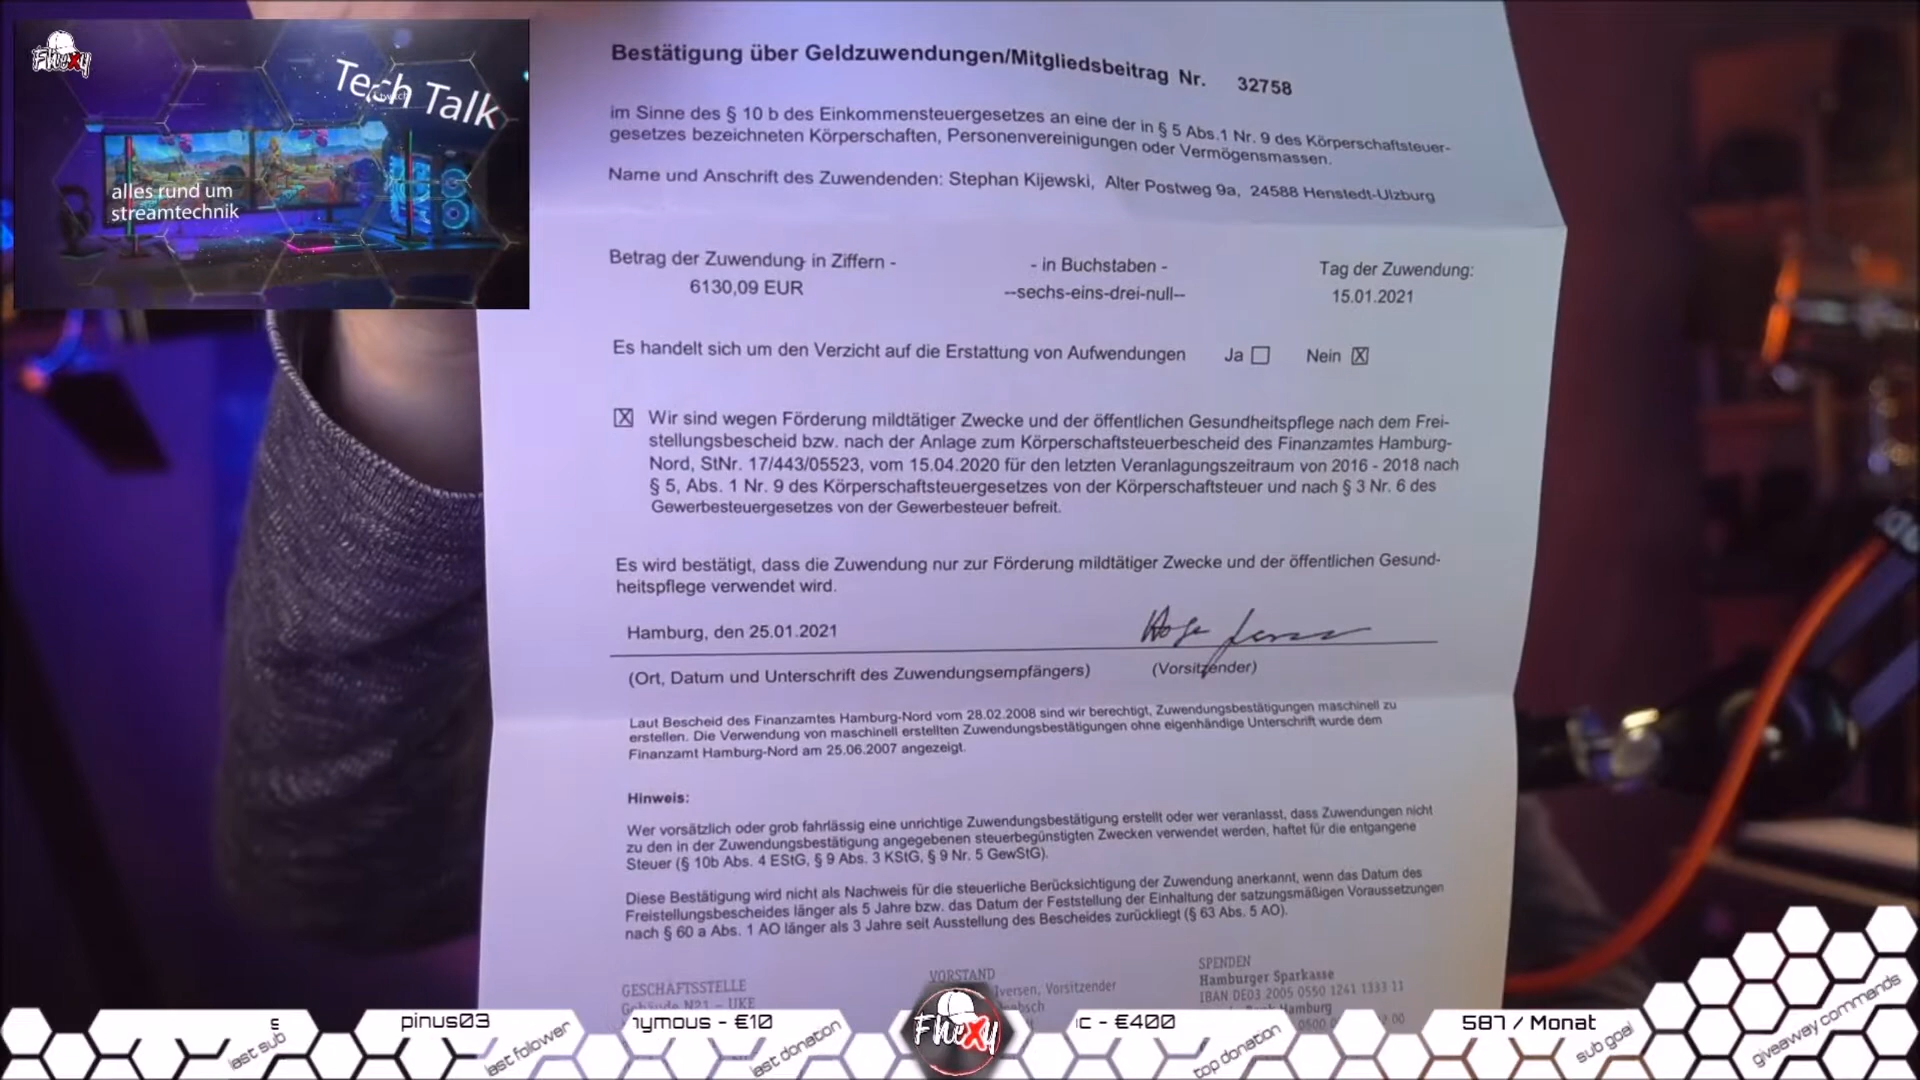 Fhexy
Tech Talk
alles rund um
streamtechnik
Bestätigung über Geldzuwendungen/Mitgliedsbeitrag Nr. 32758
im Sinne des § 10 b des Einkommensteuergesetzes an eine der in § 5 Abs.1 Nr. 9 des Körperschaftsteuer-
gesetzes bezeichneten Körperschaften, Personenvereinigungen oder Vermögensmassen.
Name und Anschrift des Zuwendenden: Stephan Kijewski, Alter Postweg 9a, 24588 Henstedt-Ulzburg
Betrag der Zuwendung in Ziffern - - in Buchstaben - Tag der Zuwendung:
6130,09 EUR --sechs-eins-drei-null-- 15.01.2021
Es handelt sich um den Verzicht auf die Erstattung von Aufwendungen Ja ☐ Nein ☒
☒ Wir sind wegen Förderung mildtätiger Zwecke und der öffentlichen Gesundheitspflege nach dem Frei-
stellungsbescheid bzw. nach der Anlage zum Körperschaftsteuerbescheid des Finanzamtes Hamburg-
Nord, StNr. 17/443/05523, vom 15.04.2020 für den letzten Veranlagungszeitraum von 2016 - 2018 nach
§ 5, Abs. 1 Nr. 9 des Körperschaftsteuergesetzes von der Körperschaftsteuer und nach § 3 Nr. 6 des
Gewerbesteuergesetzes von der Gewerbesteuer befreit.
Es wird bestätigt, dass die Zuwendung nur zur Förderung mildtätiger Zwecke und der öffentlichen Gesund-
heitspflege verwendet wird.
Hamburg, den 25.01.2021
(Ort, Datum und Unterschrift des Zuwendungsempfängers) (Vorsitzender)
Laut Bescheid des Finanzamtes Hamburg-Nord vom 28.02.2008 sind wir berechtigt, Zuwendungsbestätigungen maschinell zu
erstellen. Die Verwendung von maschinell erstellten Zuwendungsbestätigungen ohne eigenhändige Unterschrift wurde dem
Finanzamt Hamburg-Nord am 25.06.2007 angezeigt.
Hinweis:
Wer vorsätzlich oder grob fahrlässig eine unrichtige Zuwendungsbestätigung erstellt oder wer veranlasst, dass Zuwendungen nicht
zu den in der Zuwendungsbestätigung angegebenen steuerbegünstigten Zwecken verwendet werden, haftet für die entgangene
Steuer (§ 10b Abs. 4 EStG, § 9 Abs. 3 KStG, § 9 Nr. 5 GewStG).
Diese Bestätigung wird nicht als Nachweis für die steuerliche Berücksichtigung der Zuwendung anerkannt, wenn das Datum des
Freistellungsbescheides länger als 5 Jahre bzw. das Datum der Feststellung der Einhaltung der satzungsmäßigen Voraussetzungen
nach § 60 a Abs. 1 AO länger als 3 Jahre seit Ausstellung des Bescheides zurückliegt (§ 63 Abs. 5 AO).
GESCHÄFTSSTELLE VORSTAND SPENDEN
Gebäude N21 – UKE Iversen, Vorsitzender Hamburger Sparkasse
IBAN DE03 2005 0550 1241 1333 11
Hamburg
last sub
pinus03
last follower
nymous - €10
last donation
Fhexy
c - €400
top donation
587 / Monat
sub goal
giveaway commands